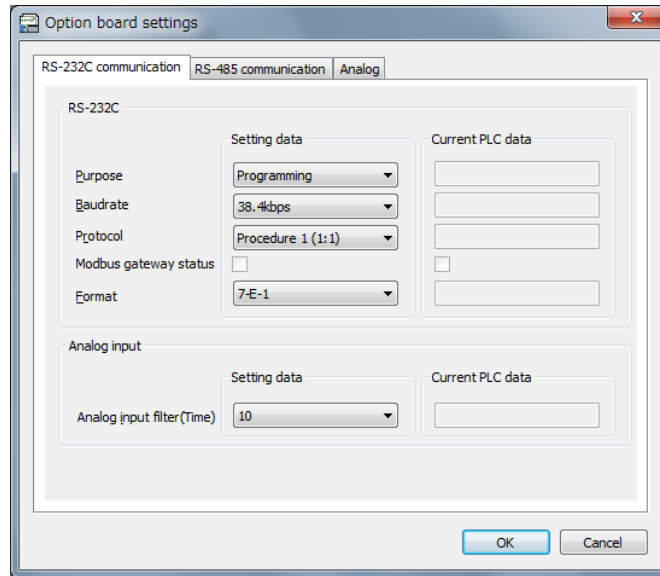 Option board settings
RS-232C communication RS-485 communication Analog
RS-232C
Setting data Current PLC data
Purpose Programming
Baudrate 38.4kbps
Protocol Procedure 1 (1:1)
Modbus gateway status
Format 7-E-1
Analog input
Setting data Current PLC data
Analog input filter(Time) 10
OK Cancel